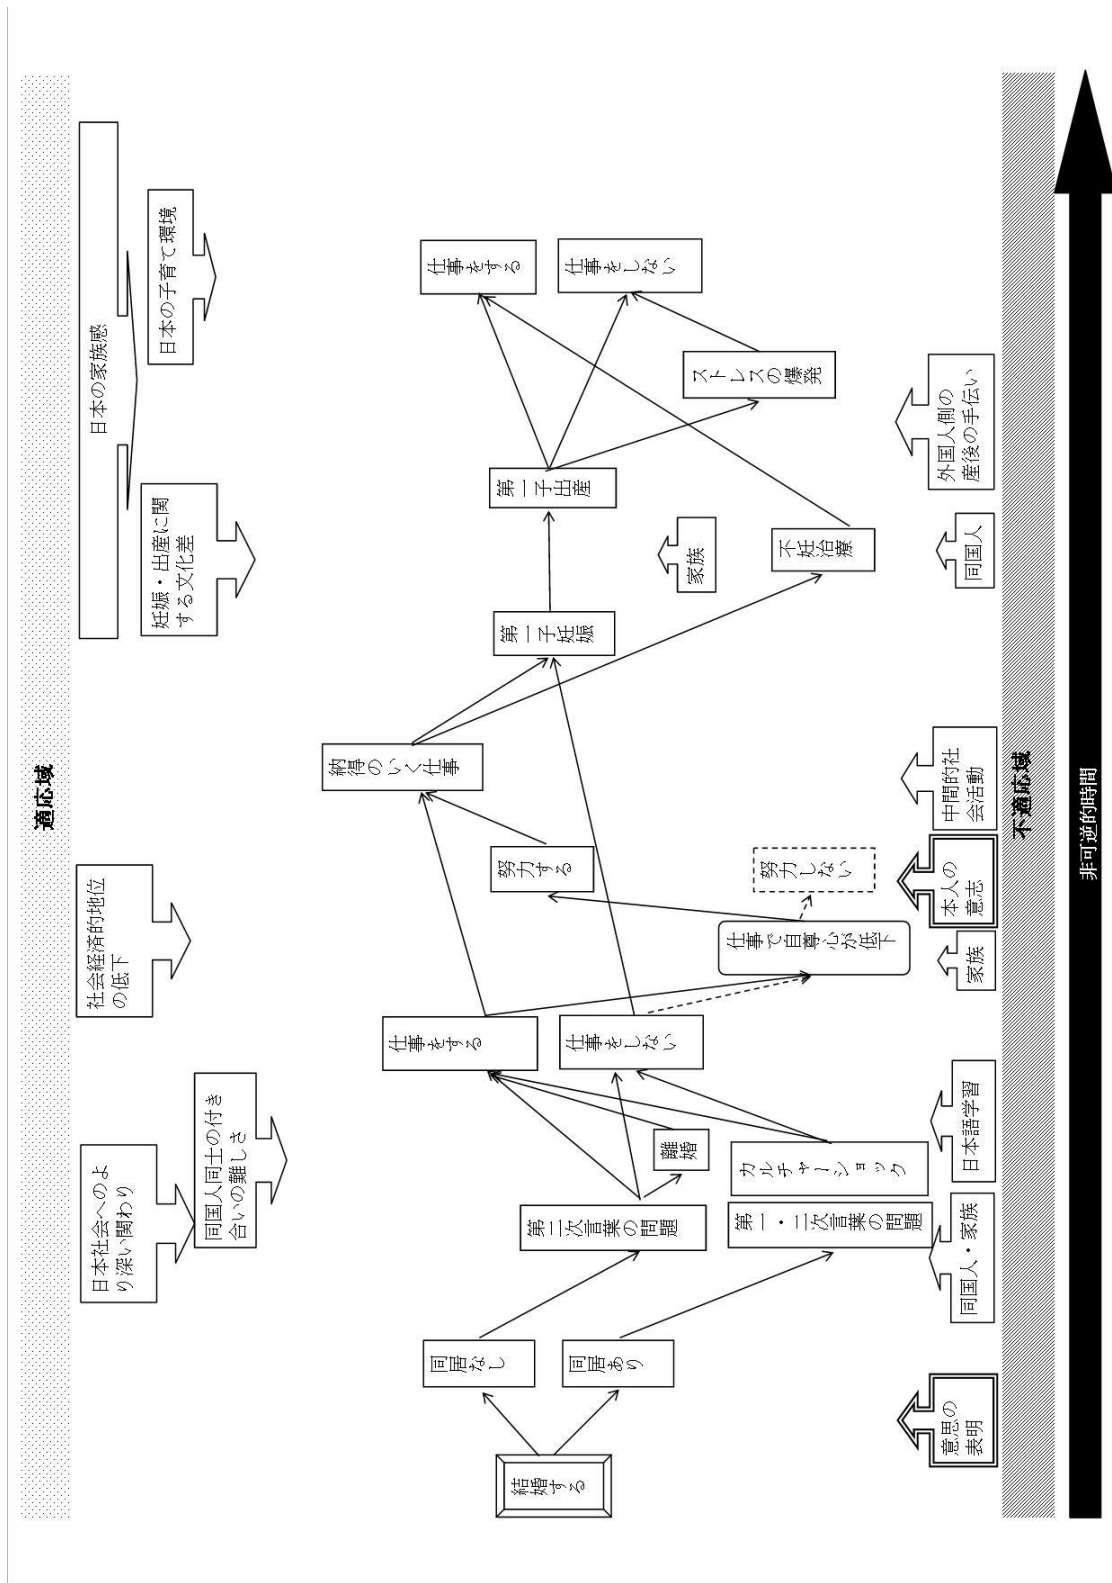 適応域
日本社会へのよ
り深い関わり
同国人同士の付き
合いの難しさ
社会経済的地位
の低下
日本の家族感
妊娠・出産に関
する文化差
日本の子育て環境
結婚する
同居なし
同居あり
第二次言葉の問題
第一・二次言葉の問題
離婚
カルチャーショック
仕事をする
仕事をしない
仕事で自尊心が低下
努力する
努力しない
納得のいく仕事
第一子妊娠
第一子出産
家族
不妊治療
ストレスの爆発
仕事をする
仕事をしない
意思の
表明
同国人・家族
日本語学習
家族
本人の
意志
中間的社
会活動
同国人
外国人側の
産後の手伝い
不適応域
非可逆的時間